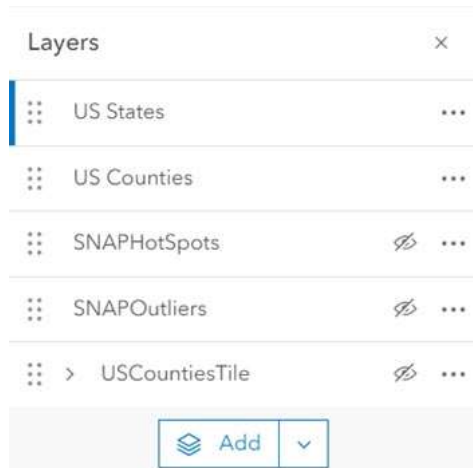 Layers
US States
US Counties
SNAPHotSpots
SNAPOutliers
USCountiesTile
Add